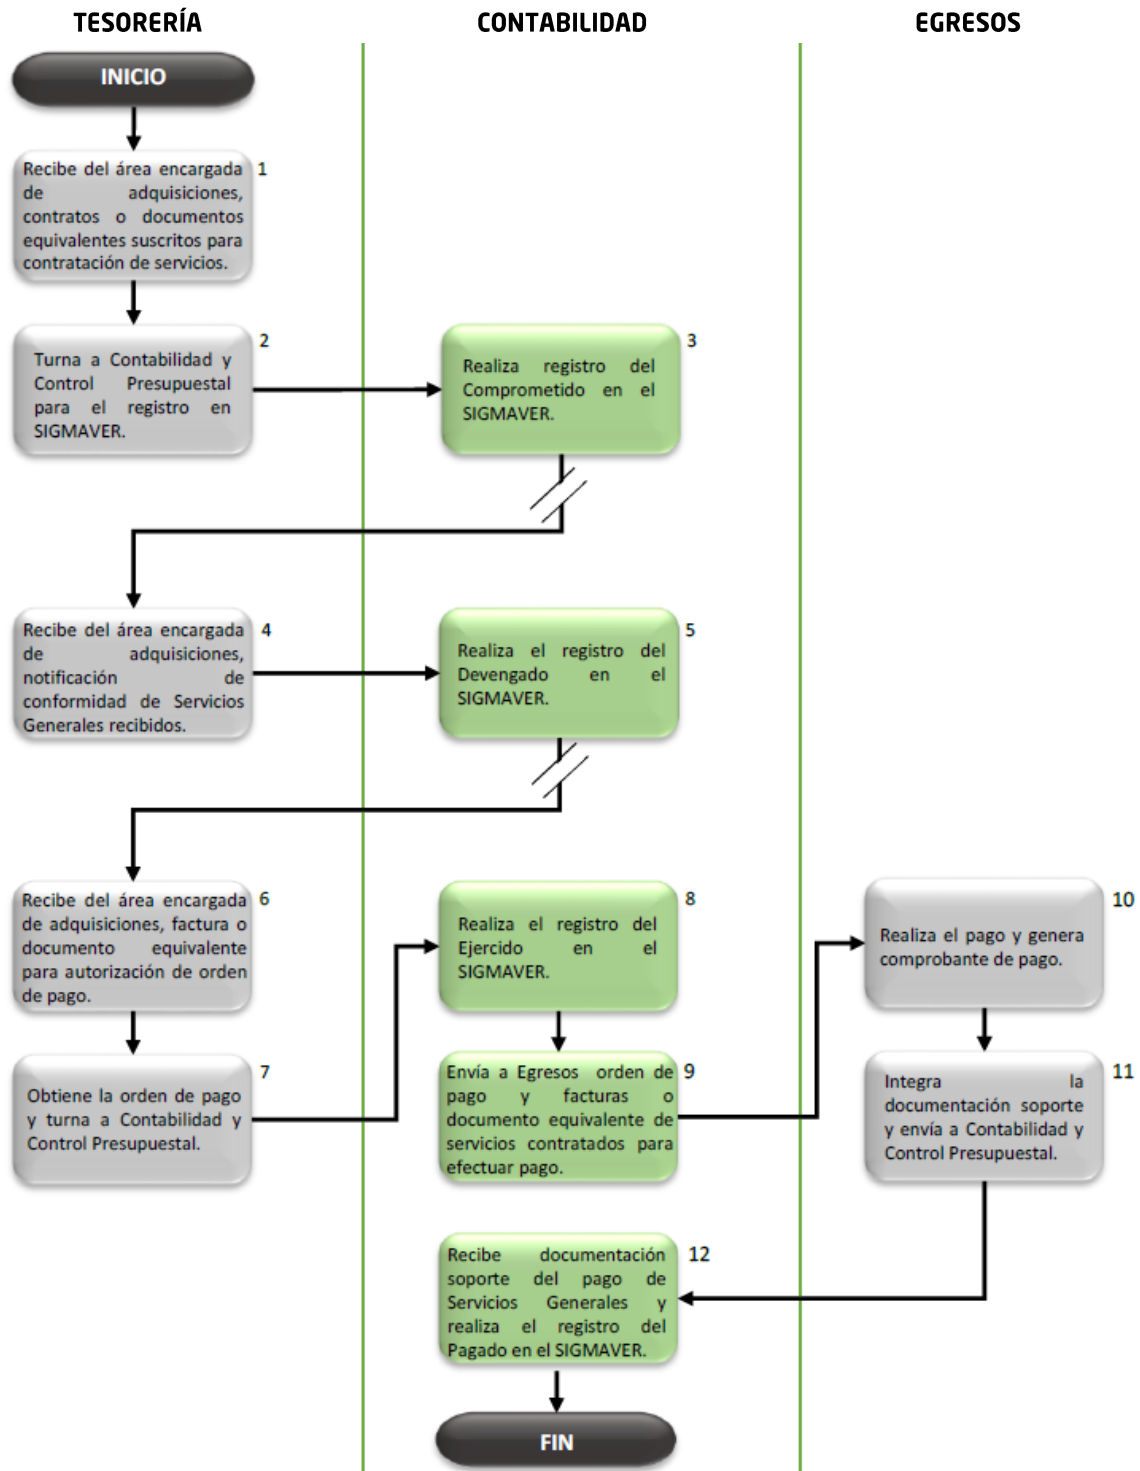 TESORERÍA
CONTABILIDAD
EGRESOS
INICIO
Recibe del área encargada
de adquisiciones,
contratos o documentos
equivalentes suscritos para
contratación de servicios.
1
Turna a Contabilidad y
Control Presupuestal
para el registro en
SIGMAVER.
2
Realiza registro del
Comprometido en el
SIGMAVER.
3
Recibe del área encargada
de adquisiciones,
notificación de
conformidad de Servicios
Generales recibidos.
4
Realiza el registro del
Devengado en el
SIGMAVER.
5
Recibe del área encargada
de adquisiciones, factura o
documento equivalente
para autorización de orden
de pago.
6
Obtiene la orden de pago
y turna a Contabilidad y
Control Presupuestal.
7
Realiza el registro del
Ejercido en el
SIGMAVER.
8
Envía a Egresos orden de
pago y facturas o
documento equivalente de
servicios contratados para
efectuar pago.
9
Realiza el pago y genera
comprobante de pago.
10
Integra la
documentación soporte
y envía a Contabilidad y
Control Presupuestal.
11
Recibe documentación
soporte del pago de
Servicios Generales y
realiza el registro del
Pagado en el SIGMAVER.
12
FIN